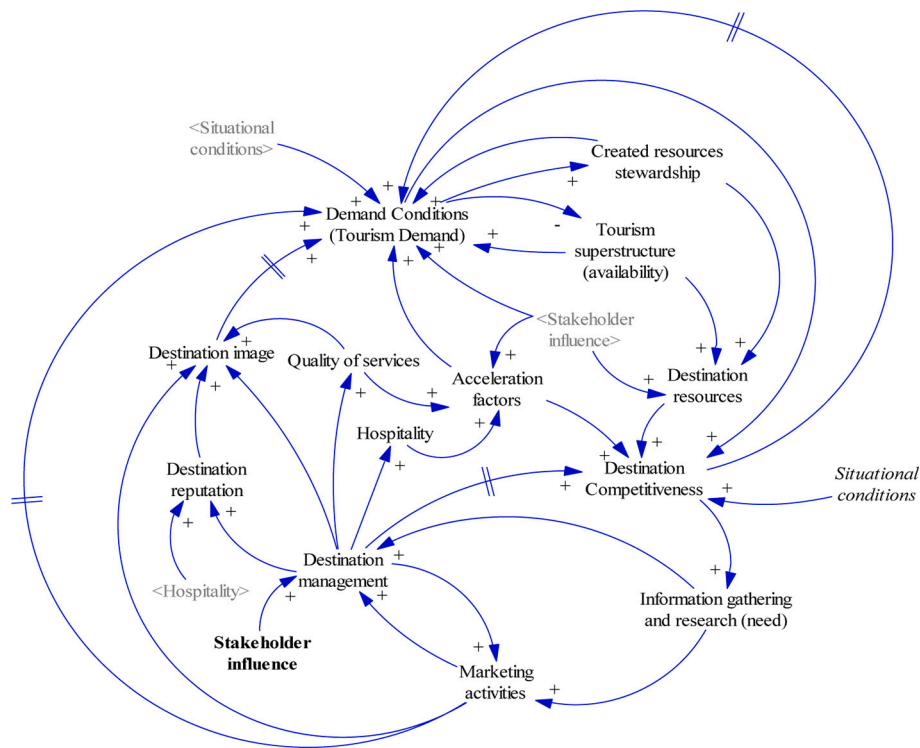 <Situational
conditions>
Created resources
stewardship
+
+
+
+
Demand Conditions
(Tourism Demand)
+
+
+
+
-
+
Tourism
superstructure
(availability)
<Stakeholder
influence>
Destination image
+
+
+
Quality of services
+
+
Acceleration
factors
+
+
+
+
+
Destination
resources
Hospitality
+
+
+
+
Destination
Competitiveness
+
+
Situational
conditions
Destination
reputation
+
+
<Hospitality>
Destination
management
+
+
+
Stakeholder
influence
+
Information gathering
and research (need)
+
Marketing
activities
+